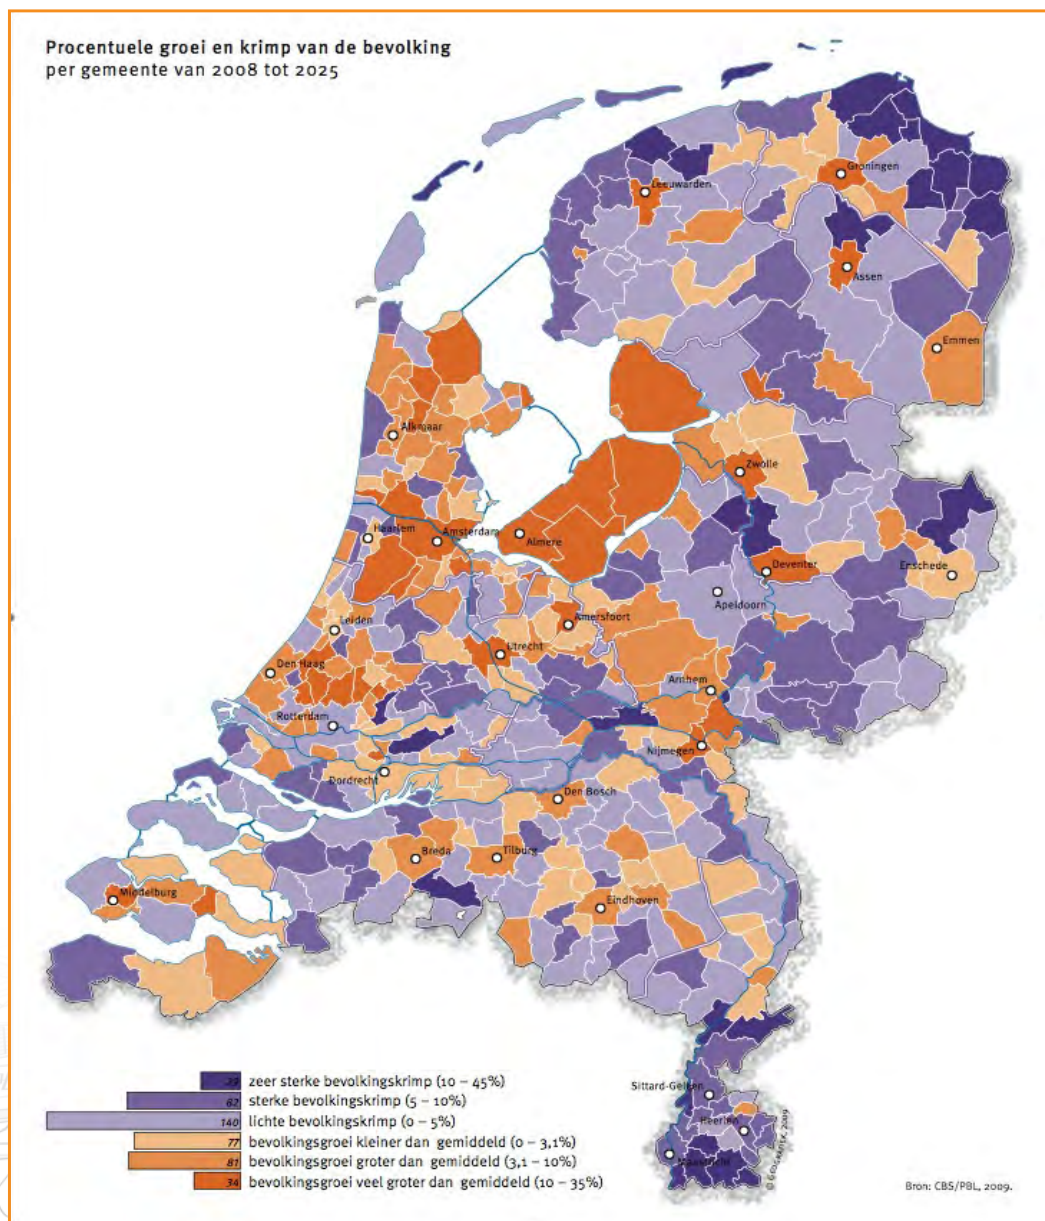 Procentuele groei en krimp van de bevolking
per gemeente van 2008 tot 2025
Groningen
Leeuwarden
Assen
Emmen
Alkmaar
Zwolle
Haarlem
Amsterdam
Almere
Deventer
Enschede
Apeldoorn
Leiden
Amersfoort
Utrecht
Den Haag
Arnhem
Rotterdam
Nijmegen
Dordrecht
Den Bosch
Breda
Tilburg
Middelburg
Eindhoven
Sittard-Geleen
Heerlen
Maastricht
zeer sterke bevolkingskrimp (10 – 45%)
62 sterke bevolkingskrimp (5 – 10%)
140 lichte bevolkingskrimp (0 – 5%)
77 bevolkingsgroei kleiner dan gemiddeld (0 – 3,1%)
81 bevolkingsgroei groter dan gemiddeld (3,1 – 10%)
34 bevolkingsgroei veel groter dan gemiddeld (10 – 35%)
© GEOGRAFIEK, 2009
Bron: CBS/PBL, 2009.